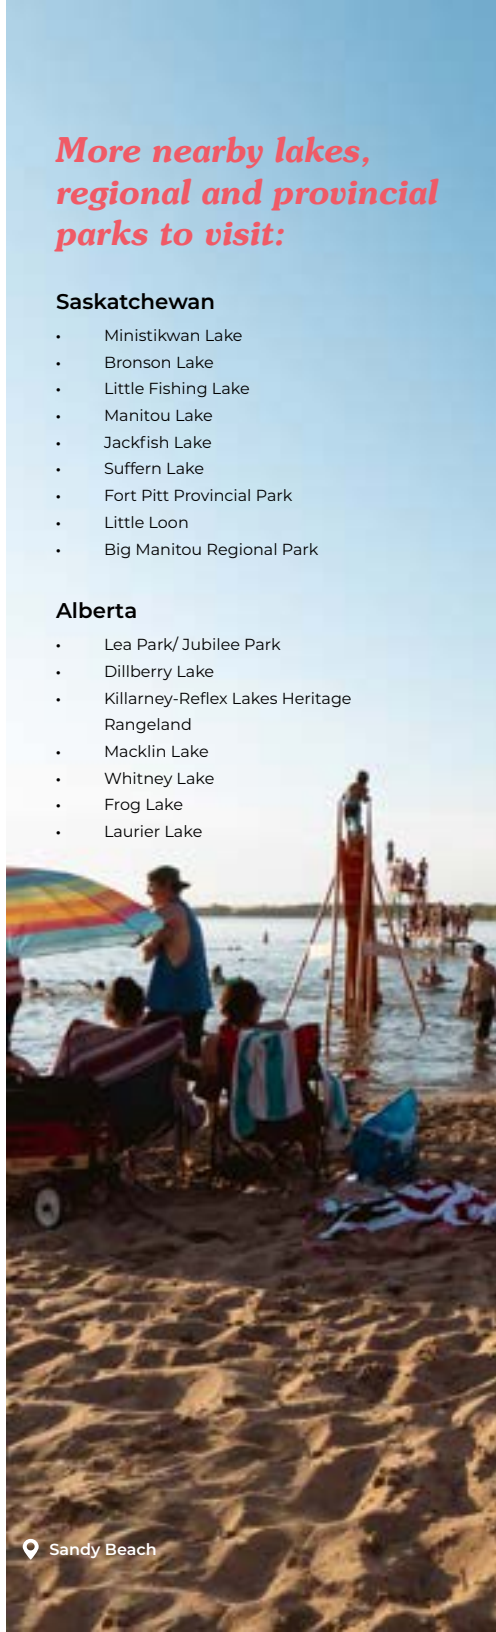 More nearby lakes,
regional and provincial
parks to visit:
Saskatchewan
• Ministikwan Lake
• Bronson Lake
• Little Fishing Lake
• Manitou Lake
• Jackfish Lake
• Suffern Lake
• Fort Pitt Provincial Park
• Little Loon
• Big Manitou Regional Park
Alberta
• Lea Park/ Jubilee Park
• Dillberry Lake
• Killarney-Reflex Lakes Heritage
Rangeland
• Macklin Lake
• Whitney Lake
• Frog Lake
• Laurier Lake
Sandy Beach